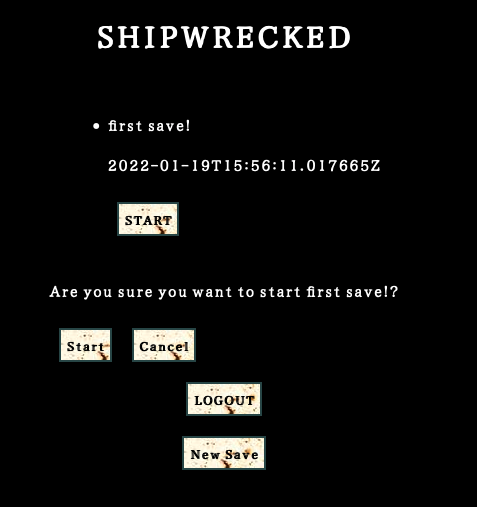 SHIPWRECKED
• first save!
2022-01-19T15:56:11.017665Z
START
Are you sure you want to start first save!?
Start Cancel
LOGOUT
New Save